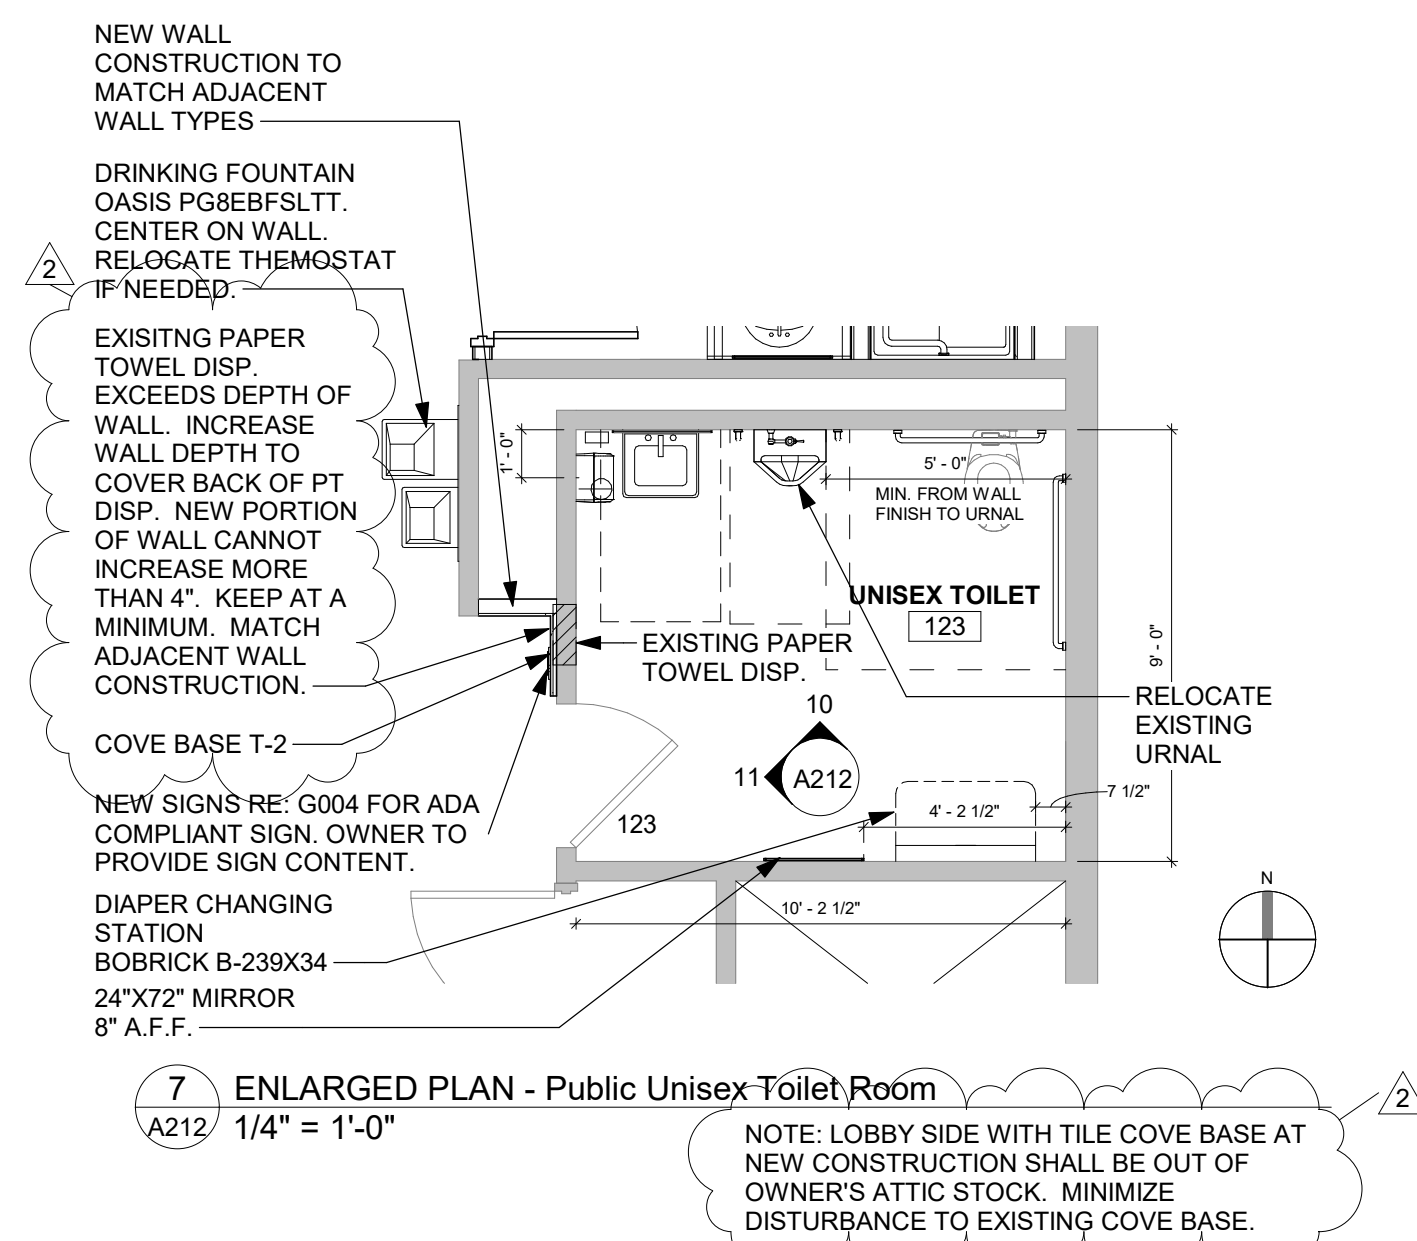 NEW WALL
CONSTRUCTION TO
MATCH ADJACENT
WALL TYPES
DRINKING FOUNTAIN
OASIS PG8EBFSLTT.
CENTER ON WALL.
RELOCATE THEMOSTAT
IF NEEDED.
2
EXISITNG PAPER
TOWEL DISP.
EXCEEDS DEPTH OF
WALL. INCREASE
WALL DEPTH TO
COVER BACK OF PT
DISP. NEW PORTION
OF WALL CANNOT
INCREASE MORE
THAN 4". KEEP AT A
MINIMUM. MATCH
ADJACENT WALL
CONSTRUCTION.
COVE BASE T-2
NEW SIGNS RE: G004 FOR ADA
COMPLIANT SIGN. OWNER TO
PROVIDE SIGN CONTENT.
DIAPER CHANGING
STATION
BOBRICK B-239X34
24"X72" MIRROR
8" A.F.F.
1' - 0"
5' - 0"
MIN. FROM WALL
FINISH TO URNAL
UNISEX TOILET
123
EXISTING PAPER
TOWEL DISP.
9' - 0"
RELOCATE
EXISTING
URNAL
10
11
A212
7 1/2"
4' - 2 1/2"
123
10' - 2 1/2"
N
7
A212
ENLARGED PLAN - Public Unisex Toilet Room
1/4" = 1'-0"
2
NOTE: LOBBY SIDE WITH TILE COVE BASE AT
NEW CONSTRUCTION SHALL BE OUT OF
OWNER'S ATTIC STOCK. MINIMIZE
DISTURBANCE TO EXISTING COVE BASE.